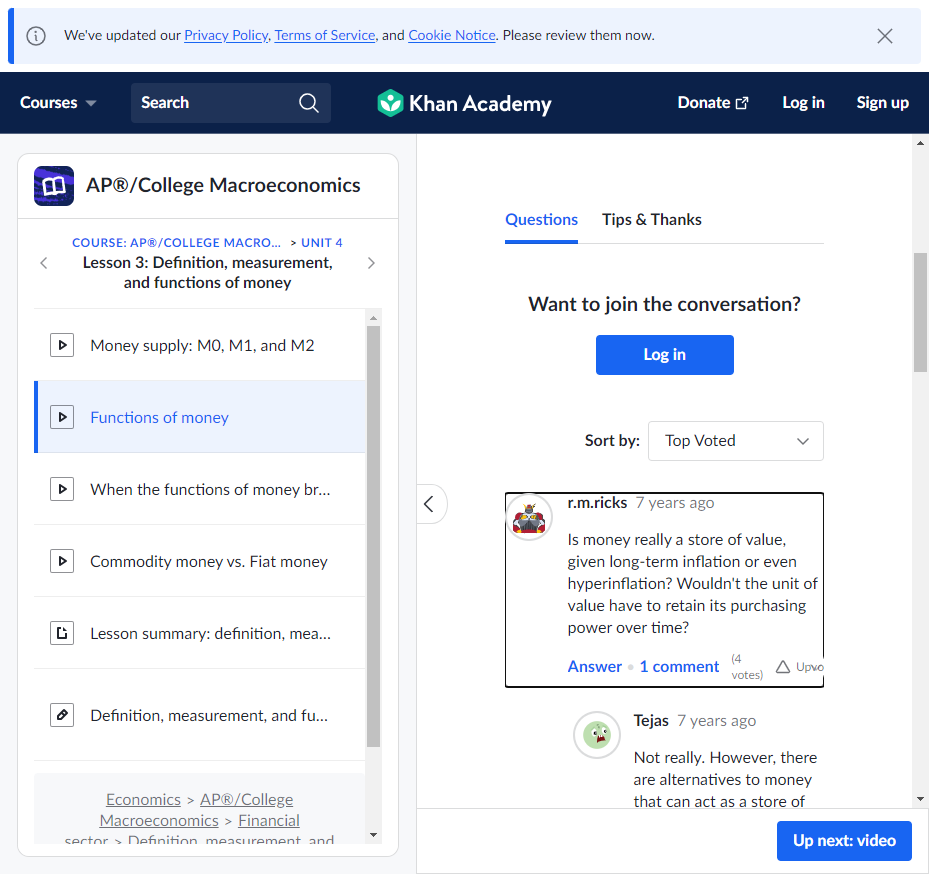 We've updated our Privacy Policy, Terms of Service, and Cookie Notice. Please review them now.
Courses
Search
Khan Academy
Donate
Log in
Sign up
AP®/College Macroeconomics
COURSE: AP®/COLLEGE MACRO... > UNIT 4
Lesson 3: Definition, measurement,
and functions of money
Money supply: M0, M1, and M2
Functions of money
When the functions of money br...
Commodity money vs. Fiat money
Lesson summary: definition, mea...
Definition, measurement, and fu...
Economics > AP®/College
Macroeconomics > Financial
sector > Definition, measurement, and
Questions
Tips & Thanks
Want to join the conversation?
Log in
Sort by:
Top Voted
r.m.ricks 7 years ago
Is money really a store of value,
given long-term inflation or even
hyperinflation? Wouldn't the unit of
value have to retain its purchasing
power over time?
Answer • 1 comment
(4
votes)
Upvo
Tejas 7 years ago
Not really. However, there
are alternatives to money
that can act as a store of
Up next: video